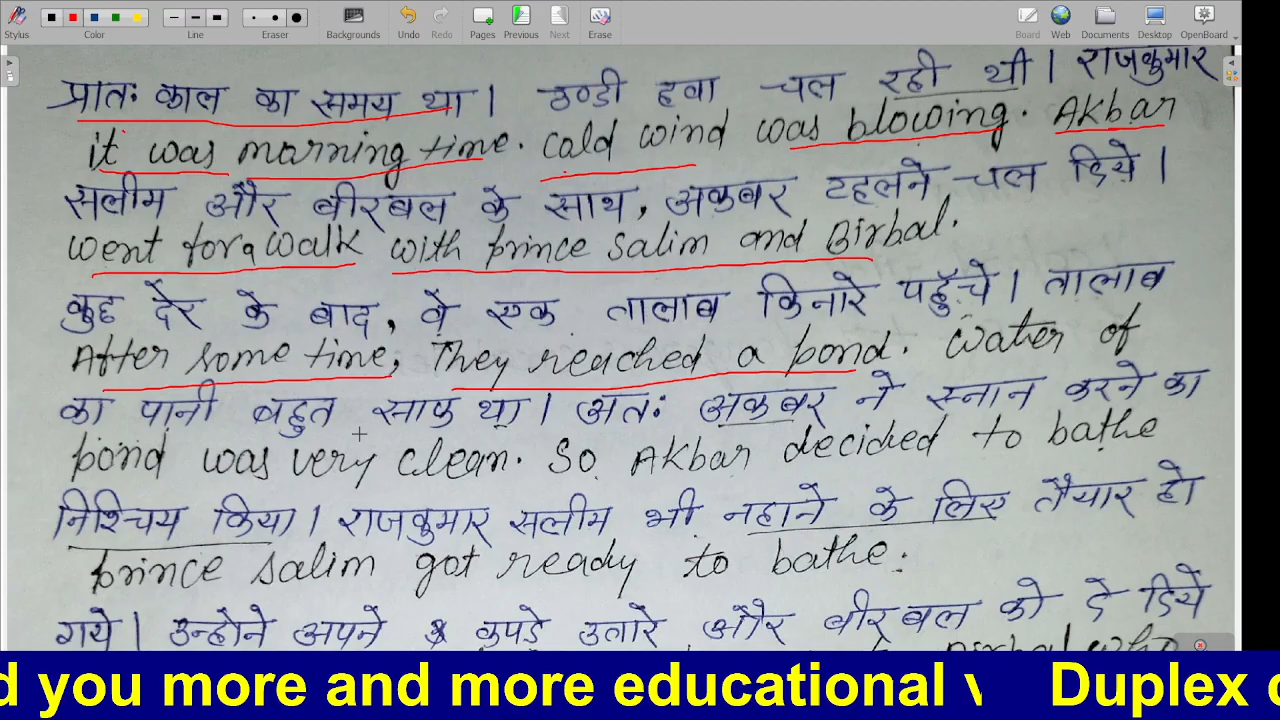 Stylus Color Line Eraser Backgrounds Undo Redo Pages Previous Next Erase Board Web Documents Desktop OpenBoard
प्रातः काल का समय था। ठण्डी हवा चल रही थी। राजकुमार
it was morning time. cold wind was blowing. Akbar
सलीम और बीरबल के साथ, अकबर टहलने चल दिये।
went for a walk with prince salim and Birbal.
कुछ देर के बाद, वे एक तालाब किनारे पहुँचे। तालाब
After some time, They reached a pond. Water of
का पानी बहुत साफ था। अतः अकबर ने स्नान करने का
pond was very clean. So Akbar decided to bathe
निश्चिय किया। राजकुमार सलीम भी नहाने के लिए तैयार हो
prince salim got ready to bathe.
गये। उन्होने अपने कपडे उतारे और बीरबल को दे दिये
d you more and more educational Duplex